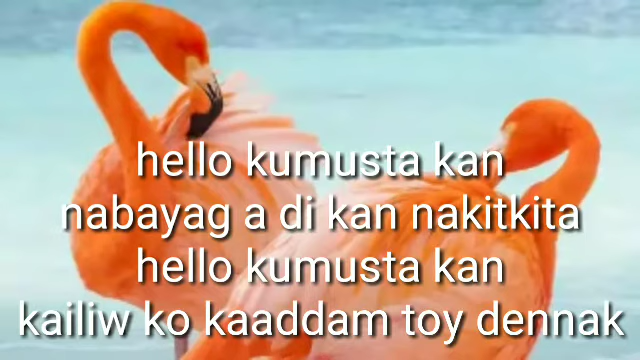 hello kumusta kan
nabayag a di kan nakitkita
hello kumusta kan
kailiw ko kaaddam toy dennak